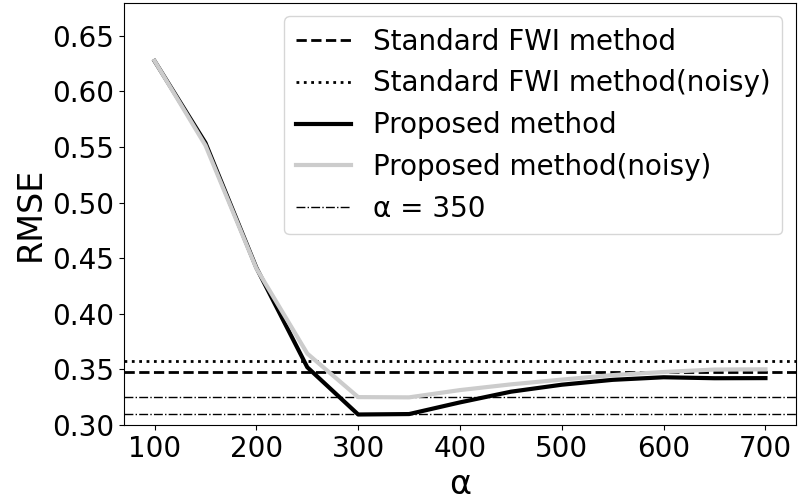 Standard FWI method
Standard FWI method(noisy)
Proposed method
Proposed method(noisy)
α = 350
RMSE
0.65
0.60
0.55
0.50
0.45
0.40
0.35
0.30
100 200 300 400 500 600 700
α